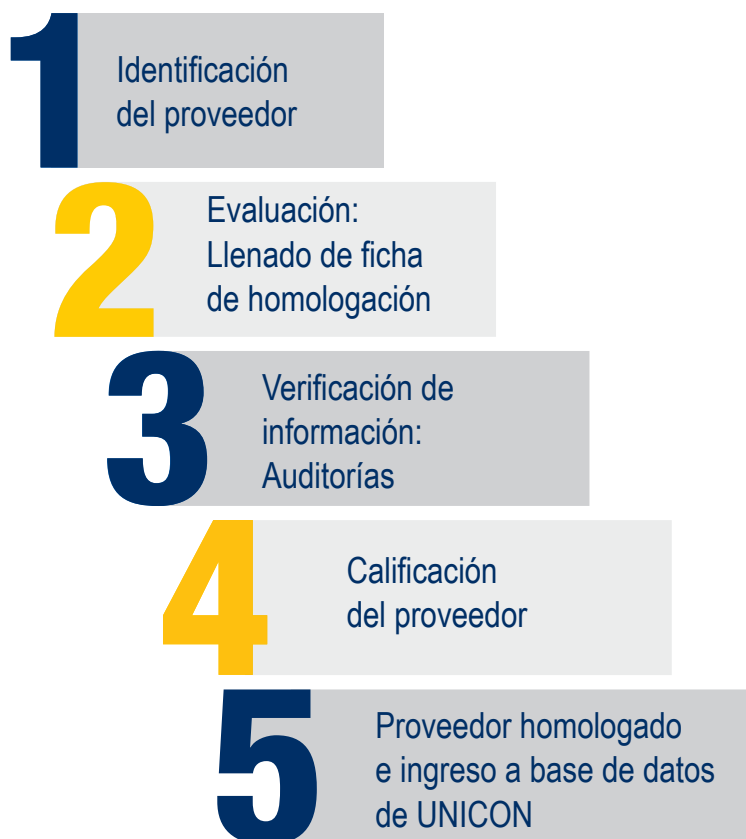 1
Identificación
del proveedor
2
Evaluación:
Llenado de ficha
de homologación
3
Verificación de
información:
Auditorías
4
Calificación
del proveedor
5
Proveedor homologado
e ingreso a base de datos
de UNICON